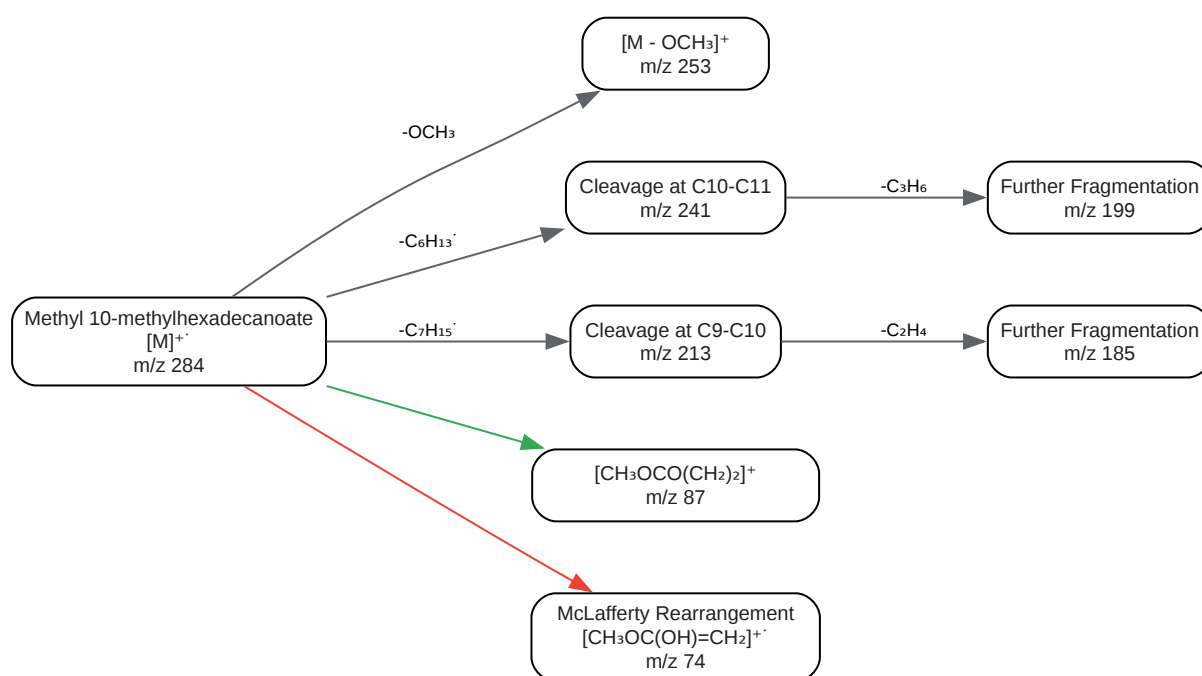 [M - OCH₃]⁺
m/z 253
-OCH₃
Cleavage at C10-C11
m/z 241
-C₃H₆
Further Fragmentation
m/z 199
-C₆H₁₃˙
Methyl 10-methylhexadecanoate
[M]⁺˙
m/z 284
-C₇H₁₅˙
Cleavage at C9-C10
m/z 213
-C₂H₄
Further Fragmentation
m/z 185
[CH₃OCO(CH₂)₂]⁺
m/z 87
McLafferty Rearrangement
[CH₃OC(OH)=CH₂]⁺˙
m/z 74